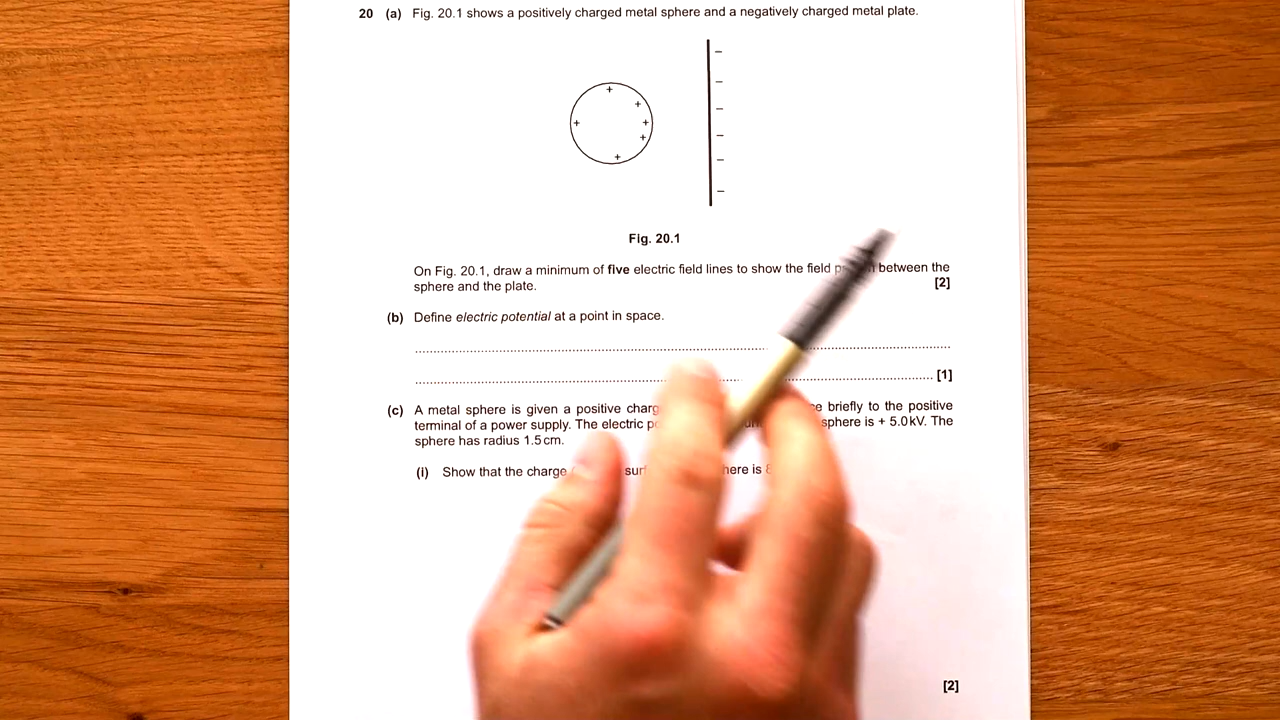 20 (a) Fig. 20.1 shows a positively charged metal sphere and a negatively charged metal plate.
+ + + + + +
– – – – – –
Fig. 20.1
On Fig. 20.1, draw a minimum of five electric field lines to show the field between the
sphere and the plate. [2]
(b) Define electric potential at a point in space.
[1]
(c) A metal sphere is given a positive briefly to the positive
terminal of a power supply. The electric sphere is + 5.0 kV. The
sphere has radius 1.5 cm.
(i) Show that the charge is
[2]